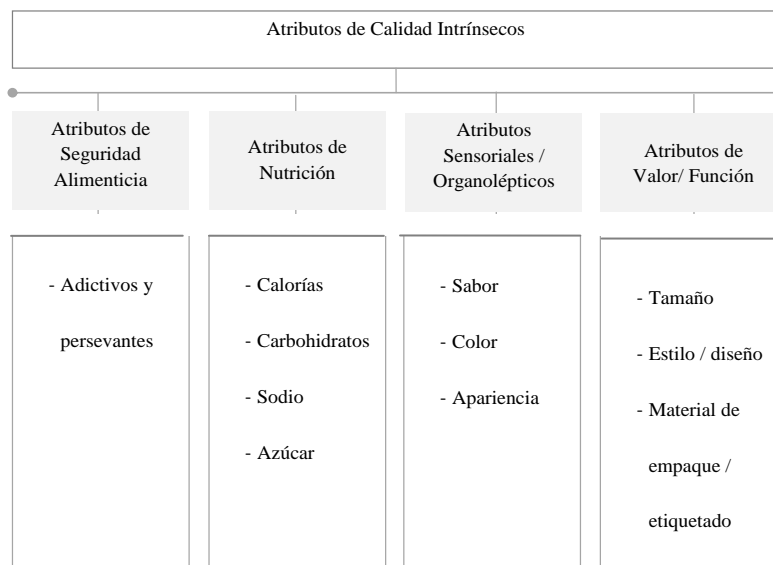 Atributos de Calidad Intrínsecos
Atributos de
Seguridad
Alimenticia
Atributos de
Nutrición
Atributos
Sensoriales /
Organolépticos
Atributos de
Valor/ Función
- Adictivos y
persevantes
- Calorías
- Carbohidratos
- Sodio
- Azúcar
- Sabor
- Color
- Apariencia
- Tamaño
- Estilo / diseño
- Material de
empaque /
etiquetado